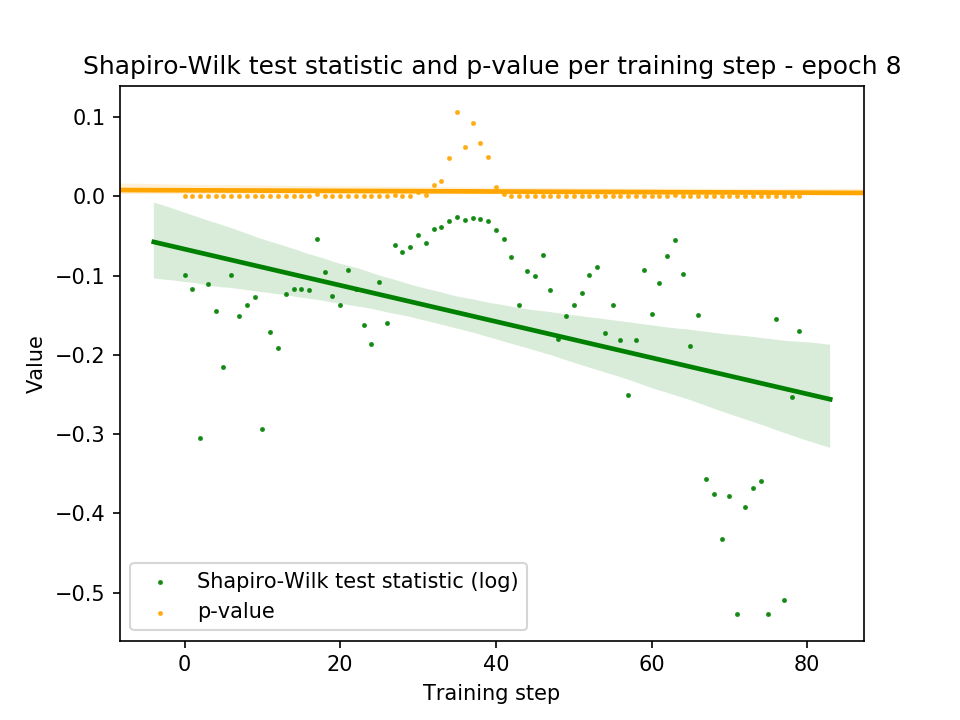 Shapiro-Wilk test statistic and p-value per training step - epoch 8
0.1
0.0
−0.1
−0.2
−0.3
−0.4
−0.5
Value
Shapiro-Wilk test statistic (log)
p-value
0 20 40 60 80
Training step